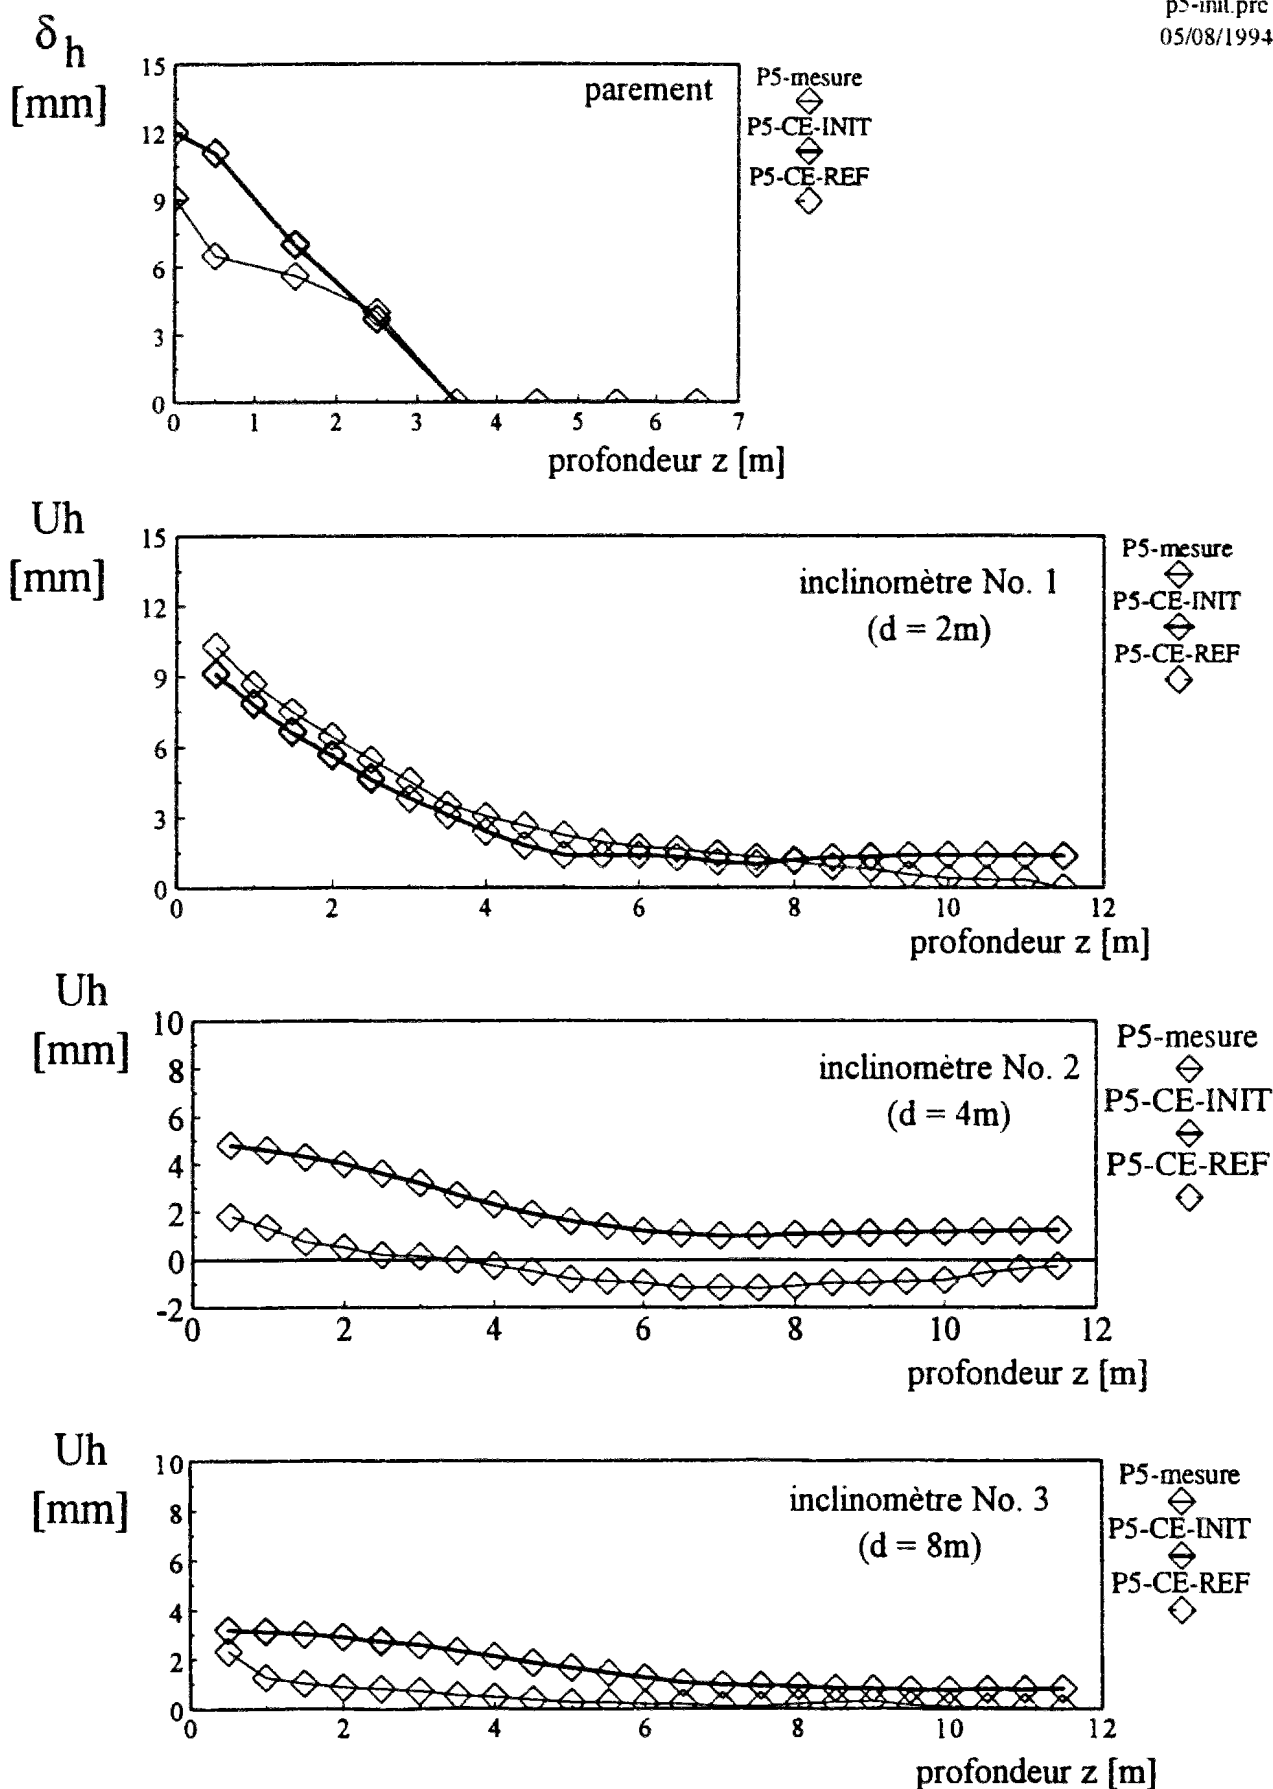 p5-init.prc
05/08/1994
δh
[mm]
15
12
9
6
3
0
parement
P5-mesure
P5-CE-INIT
P5-CE-REF
0 1 2 3 4 5 6 7
profondeur z [m]
Uh
[mm]
15
12
9
6
3
0
inclinomètre No. 1
(d = 2m)
P5-mesure
P5-CE-INIT
P5-CE-REF
0 2 4 6 8 10 12
profondeur z [m]
Uh
[mm]
10
8
6
4
2
0
-2
inclinomètre No. 2
(d = 4m)
P5-mesure
P5-CE-INIT
P5-CE-REF
0 2 4 6 8 10 12
profondeur z [m]
Uh
[mm]
10
8
6
4
2
0
inclinomètre No. 3
(d = 8m)
P5-mesure
P5-CE-INIT
P5-CE-REF
0 2 4 6 8 10 12
profondeur z [m]